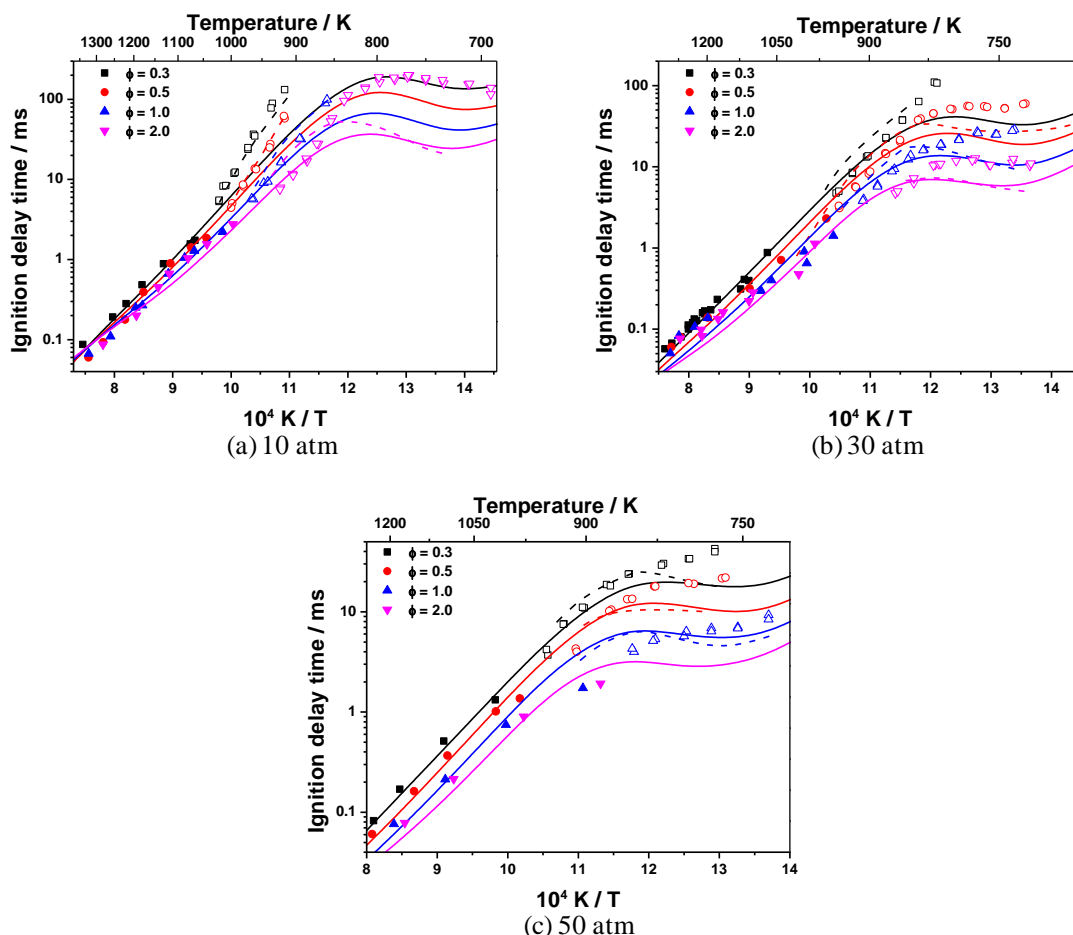 Temperature / K
1300 1200 1100 1000 900 800 700
ϕ = 0.3
ϕ = 0.5
ϕ = 1.0
ϕ = 2.0
100
10
1
0.1
Ignition delay time / ms
8 9 10 11 12 13 14
10⁴ K / T
(a) 10 atm
Temperature / K
1200 1050 900 750
ϕ = 0.3
ϕ = 0.5
ϕ = 1.0
ϕ = 2.0
100
10
1
0.1
Ignition delay time / ms
8 9 10 11 12 13 14
10⁴ K / T
(b) 30 atm
Temperature / K
1200 1050 900 750
ϕ = 0.3
ϕ = 0.5
ϕ = 1.0
ϕ = 2.0
10
1
0.1
Ignition delay time / ms
8 9 10 11 12 13 14
10⁴ K / T
(c) 50 atm